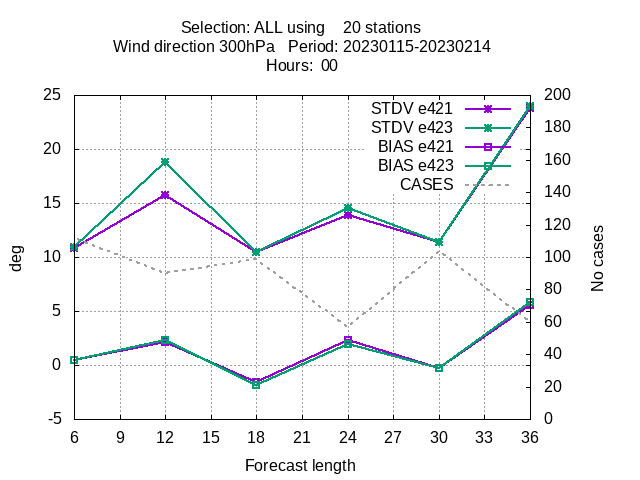 Selection: ALL using    20 stations
Wind direction 300hPa   Period: 20230115-20230214
Hours:  00
STDV e421
STDV e423
BIAS e421
BIAS e423
CASES
25
20
15
10
5
0
-5
deg
200
180
160
140
120
100
80
60
40
20
0
No cases
6 9 12 15 18 21 24 27 30 33 36
Forecast length